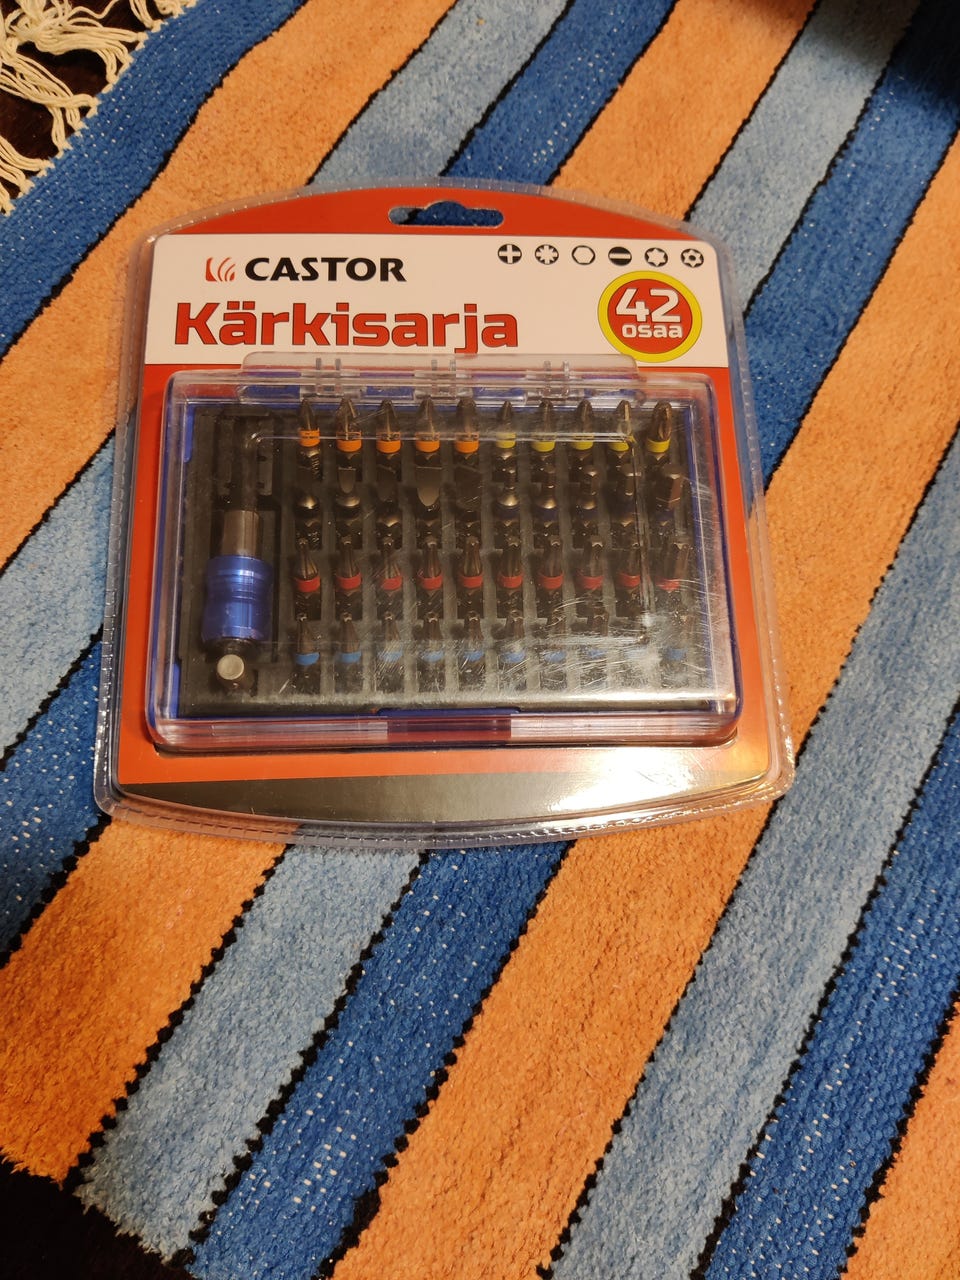 CASTOR
Kärkisarja
42
osaa